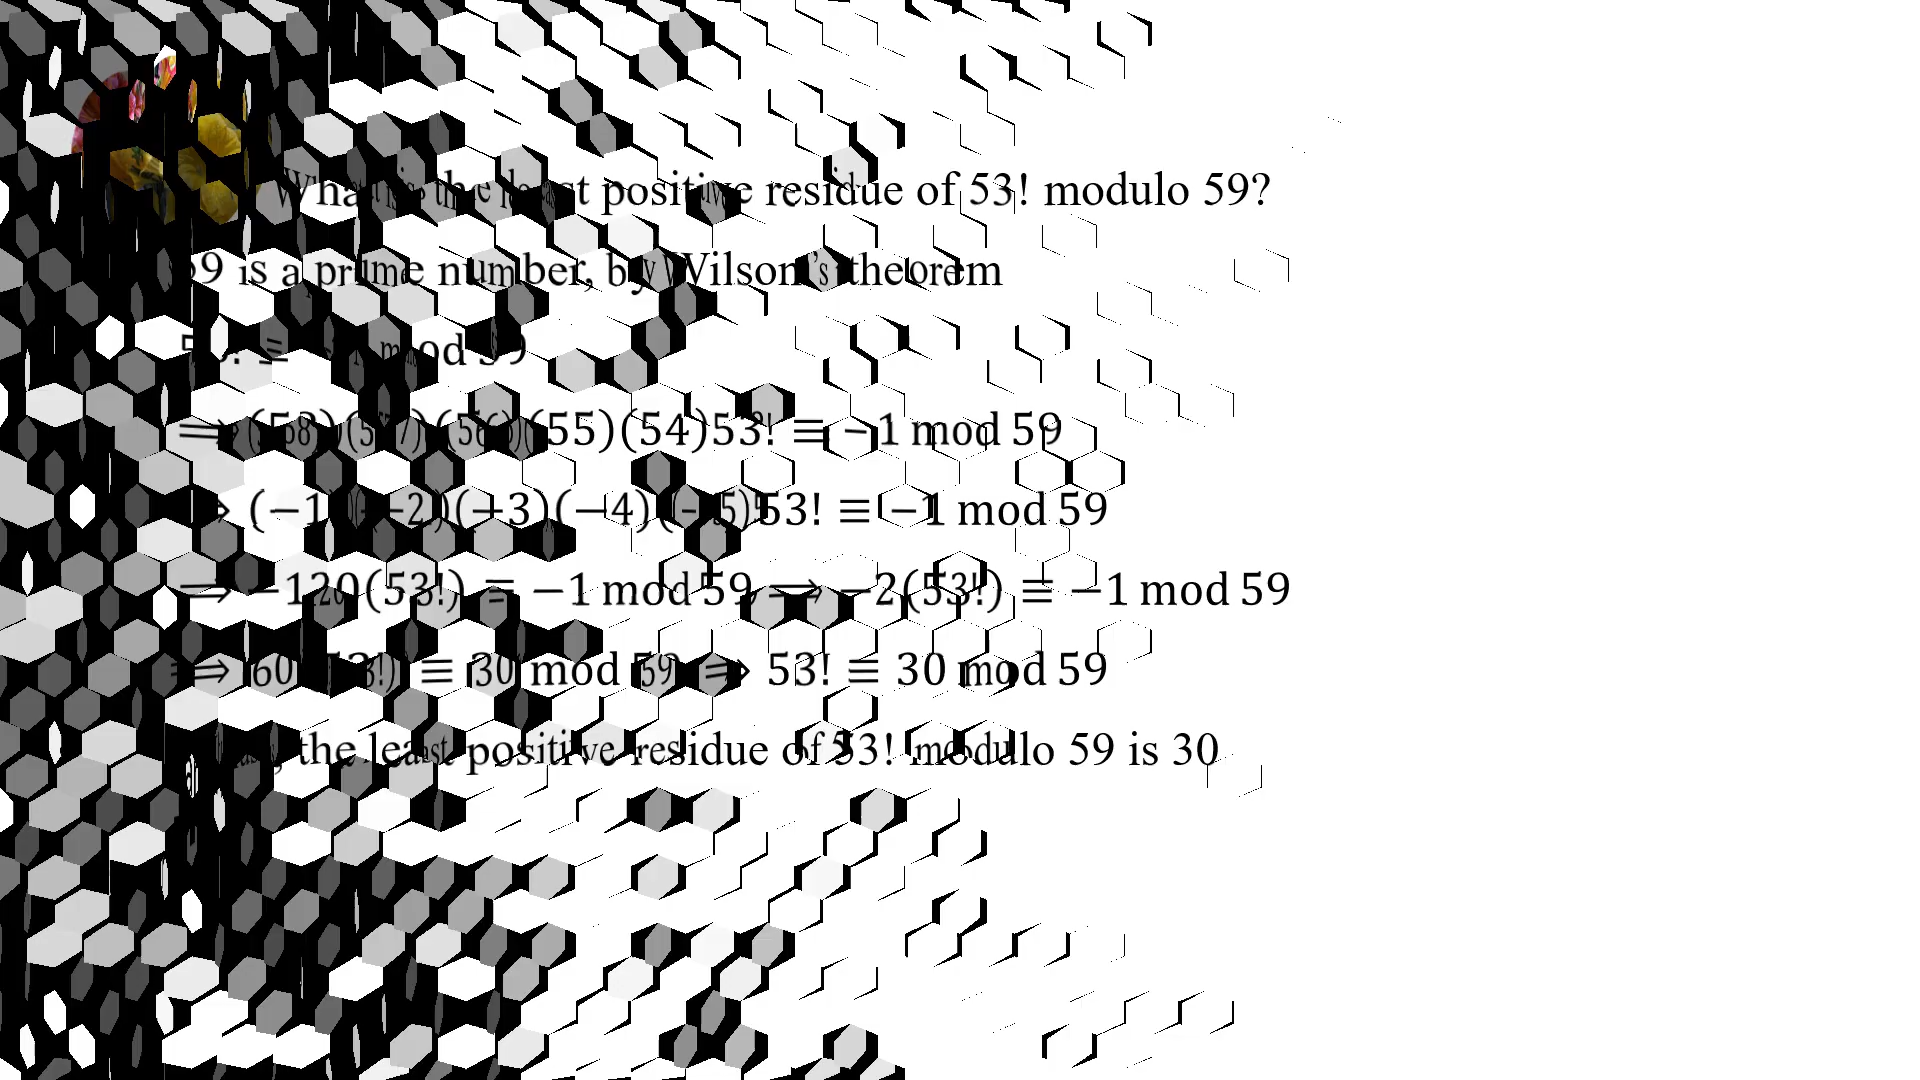 What is the least positive residue of 53! modulo 59?
59 is a prime number, by Wilson's theorem
58! ≡ mod 59
⇒ (58)(57)(56)(55)(54)53! ≡ −1 mod 59
⇒ (−1)(−2)(−3)(−4)(−5)53! ≡ −1 mod 59
⇒ −120(53!) ≡ −1 mod 59 ⇒ −2(53!) ≡ −1 mod 59
⇒ 60(53!) ≡ 30 mod 59 ⇒ 53! ≡ 30 mod 59
the least positive residue of 53! modulo 59 is 30